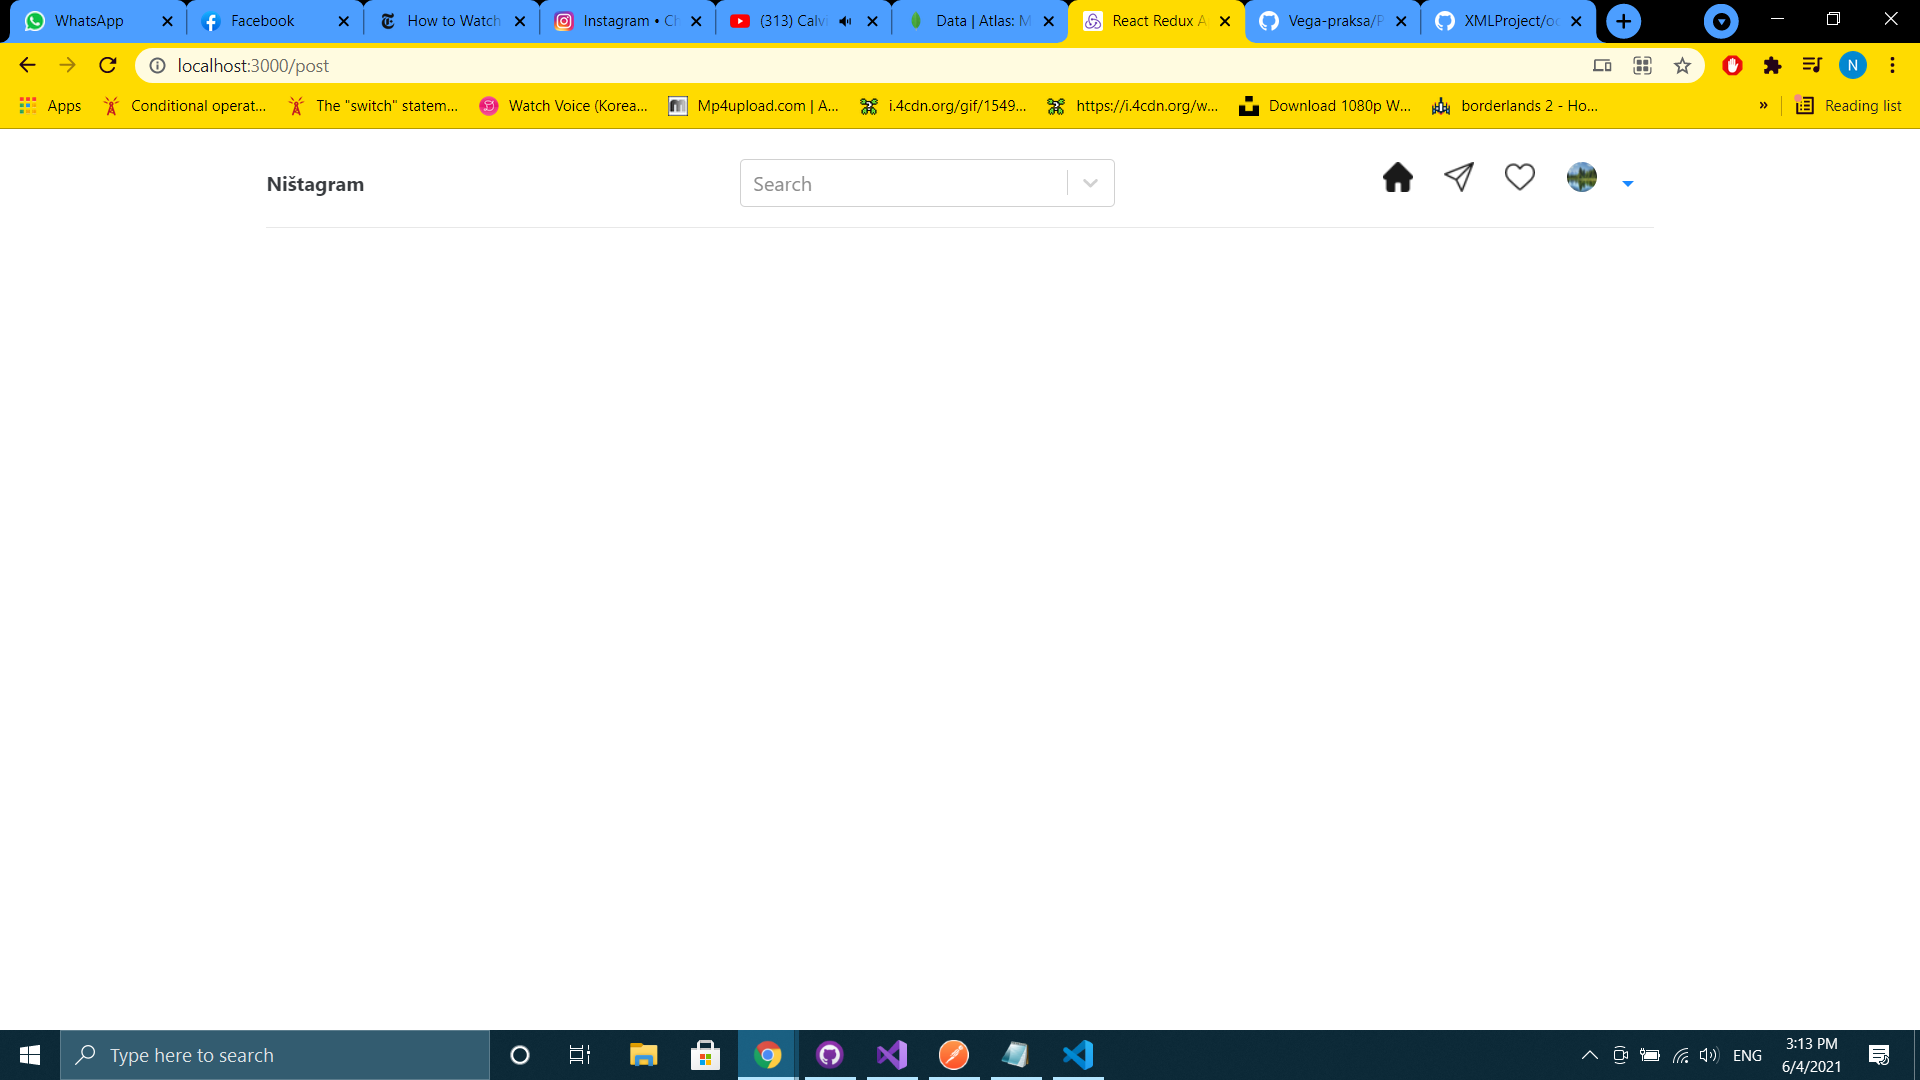 WhatsApp
Facebook
How to Watch
Instagram • Ch
(313) Calvi
Data | Atlas: M
React Redux A
Vega-praksa/P
XMLProject/oc
localhost:3000/post
N
Apps
Conditional operat...
The "switch" statem...
Watch Voice (Korea...
Mp4upload.com | A...
i.4cdn.org/gif/1549...
https://i.4cdn.org/w...
Download 1080p W...
borderlands 2 - Ho...
»
Reading list
Ništagram
Search
Type here to search
ENG
3:13 PM
6/4/2021